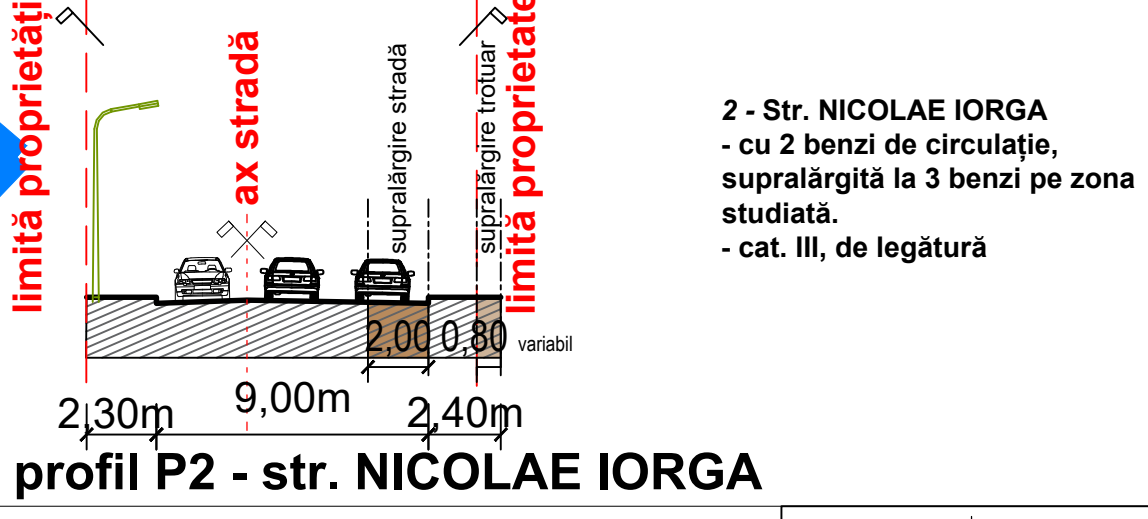 limită proprietăți
ax stradă
supralărgire stradă
supralărgire trotuar
limită proprietate
2,00
0,80
variabil
2,30m
9,00m
2,40m
profil P2 - str. NICOLAE IORGA
2 - Str. NICOLAE IORGA
- cu 2 benzi de circulație,
supralărgită la 3 benzi pe zona
studiată.
- cat. III, de legătură